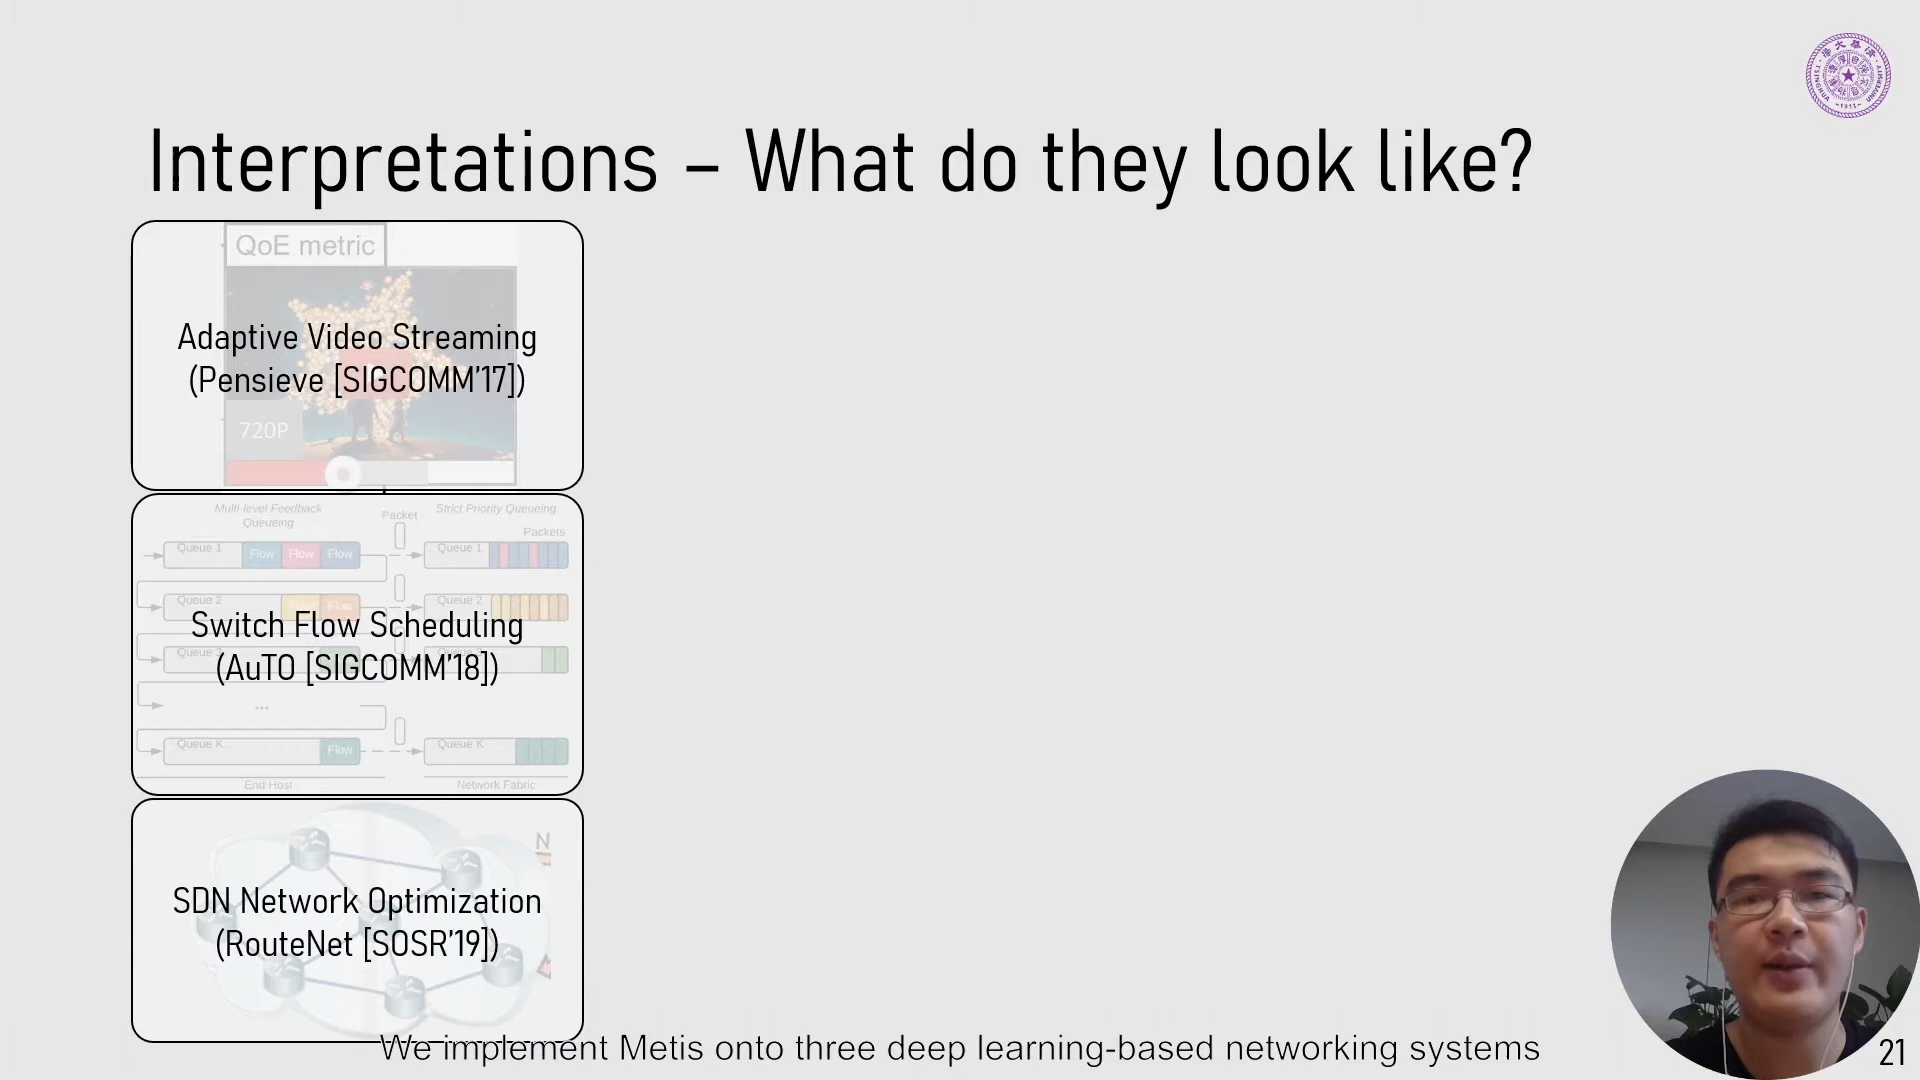 Interpretations – What do they look like?
QoE metric
Adaptive Video Streaming
(Pensieve [SIGCOMM'17])
720P
Multi-level Feedback
Queueing
Packet
Strict Priority Queueing
Packets
Queue 1
Flow
Flow
Flow
Queue 1
Queue 2
Flow
Queue 2
Switch Flow Scheduling
(AuTO [SIGCOMM'18])
Queue 3
...
Queue K
Flow
Queue K
End Host
Network Fabric
N
SDN Network Optimization
(RouteNet [SOSR'19])
We implement Metis onto three deep learning-based networking systems
21
TSINGHUA UNIVERSITY
-1911-